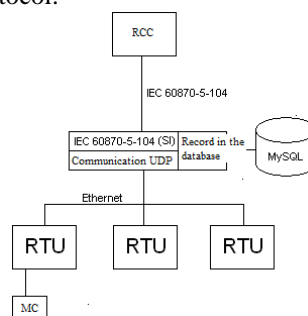 otocol.
RCC
IEC 60870-5-104
IEC 60870-5-104 (SI)
Communication UDP
Record in the
database
MySQL
Ethernet
RTU
RTU
RTU
MC